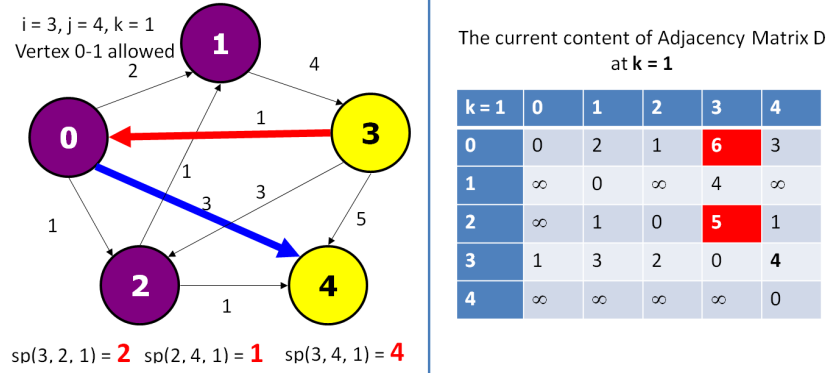 i = 3, j = 4, k = 1
Vertex 0-1 allowed
1
2
4
0
1
3
1
3
3
1
5
2
1
4
sp(3, 2, 1) = 2 sp(2, 4, 1) = 1 sp(3, 4, 1) = 4
The current content of Adjacency Matrix D
at k = 1
k = 1 0 1 2 3 4
0 0 2 1 6 3
1 ∞ 0 ∞ 4 ∞
2 ∞ 1 0 5 1
3 1 3 2 0 4
4 ∞ ∞ ∞ ∞ 0